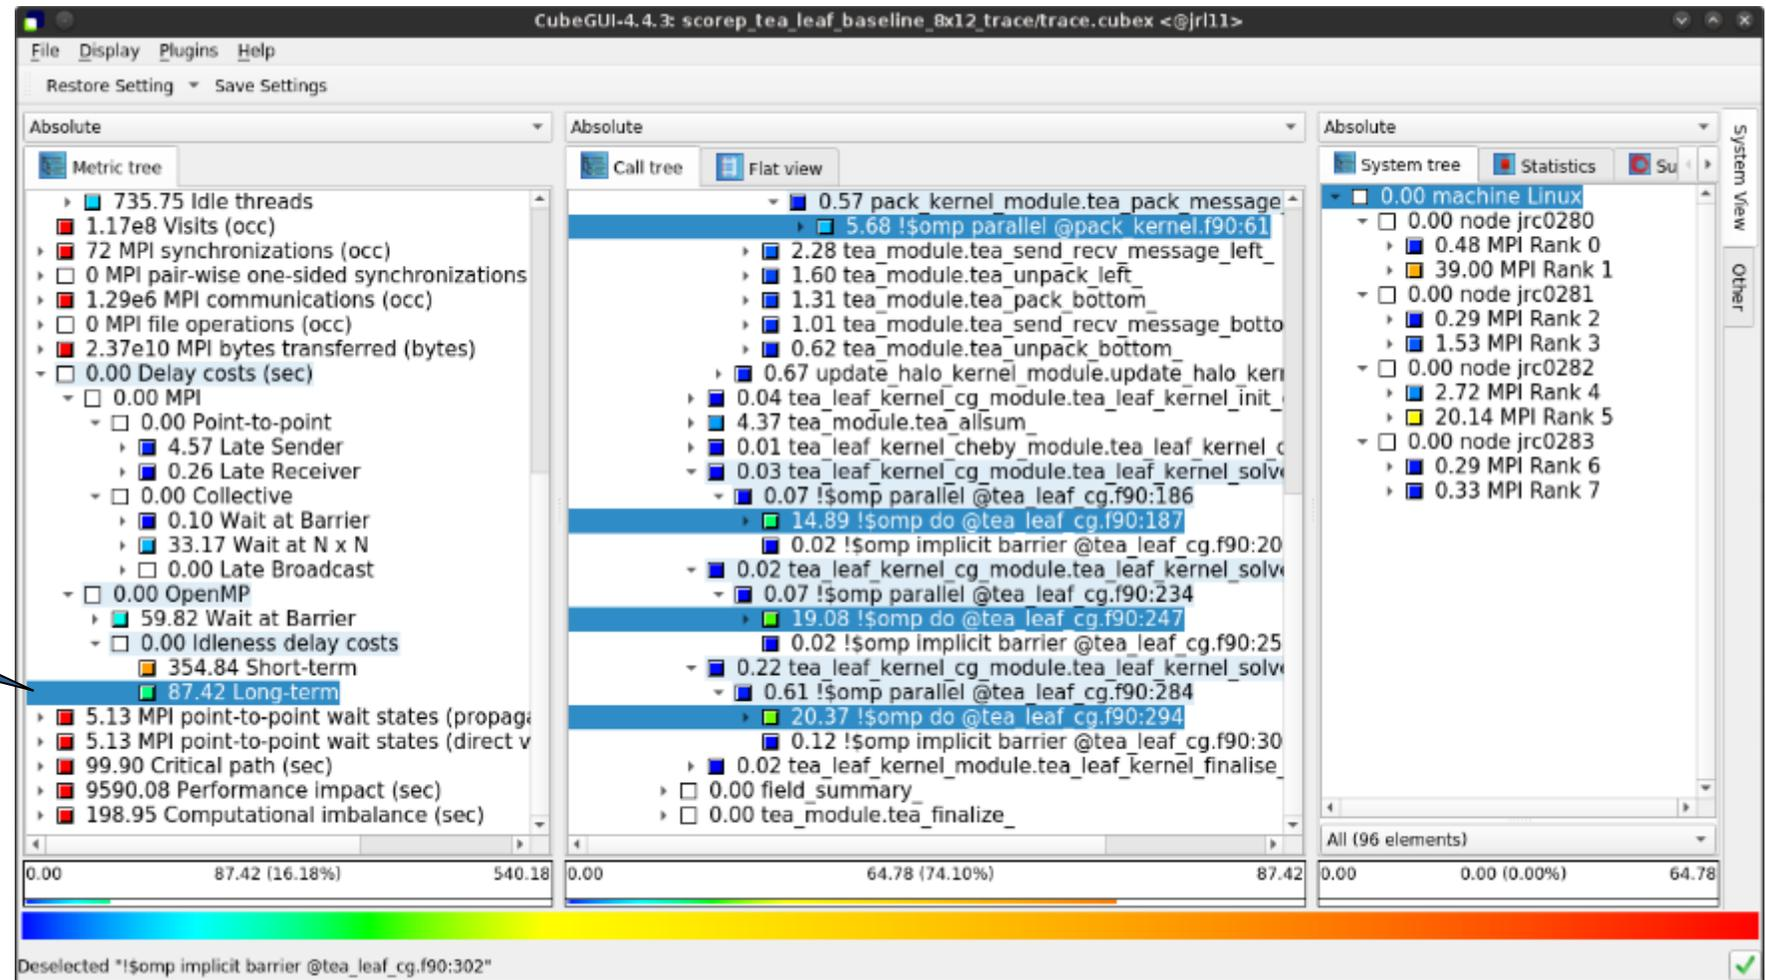 CubeGUI-4.4.3: scorep_tea_leaf_baseline_8x12_trace/trace.cubex <@jrl11>
File Display Plugins Help
Restore Setting Save Settings
Absolute
Metric tree
735.75 Idle threads
1.17e8 Visits (occ)
72 MPI synchronizations (occ)
0 MPI pair-wise one-sided synchronizations
1.29e6 MPI communications (occ)
0 MPI file operations (occ)
2.37e10 MPI bytes transferred (bytes)
0.00 Delay costs (sec)
0.00 MPI
0.00 Point-to-point
4.57 Late Sender
0.26 Late Receiver
0.00 Collective
0.10 Wait at Barrier
33.17 Wait at N x N
0.00 Late Broadcast
0.00 OpenMP
59.82 Wait at Barrier
0.00 Idleness delay costs
354.84 Short-term
87.42 Long-term
5.13 MPI point-to-point wait states (propaga
5.13 MPI point-to-point wait states (direct v
99.90 Critical path (sec)
9590.08 Performance impact (sec)
198.95 Computational imbalance (sec)
0.00 87.42 (16.18%) 540.18
Absolute
Call tree Flat view
0.57 pack_kernel_module.tea_pack_message_
5.68 !$omp parallel @pack_kernel.f90:61
2.28 tea_module.tea_send_recv_message_left_
1.60 tea_module.tea_unpack_left_
1.31 tea_module.tea_pack_bottom_
1.01 tea_module.tea_send_recv_message_botto
0.62 tea_module.tea_unpack_bottom_
0.67 update_halo_kernel_module.update_halo_kern
0.04 tea_leaf_kernel_cg_module.tea_leaf_kernel_init_
4.37 tea_module.tea_allsum_
0.01 tea_leaf_kernel_cheby_module.tea_leaf_kernel_c
0.03 tea_leaf_kernel_cg_module.tea_leaf_kernel_solve
0.07 !$omp parallel @tea_leaf_cg.f90:186
14.89 !$omp do @tea_leaf_cg.f90:187
0.02 !$omp implicit barrier @tea_leaf_cg.f90:20
0.02 tea_leaf_kernel_cg_module.tea_leaf_kernel_solve
0.07 !$omp parallel @tea_leaf_cg.f90:234
19.08 !$omp do @tea_leaf_cg.f90:247
0.02 !$omp implicit barrier @tea_leaf_cg.f90:25
0.22 tea_leaf_kernel_cg_module.tea_leaf_kernel_solve
0.61 !$omp parallel @tea_leaf_cg.f90:284
20.37 !$omp do @tea_leaf_cg.f90:294
0.12 !$omp implicit barrier @tea_leaf_cg.f90:30
0.02 tea_leaf_kernel_module.tea_leaf_kernel_finalise_
0.00 field_summary_
0.00 tea_module.tea_finalize_
0.00 64.78 (74.10%) 87.42
Absolute
System tree Statistics Su
0.00 machine Linux
0.00 node jrc0280
0.48 MPI Rank 0
39.00 MPI Rank 1
0.00 node jrc0281
0.29 MPI Rank 2
1.53 MPI Rank 3
0.00 node jrc0282
2.72 MPI Rank 4
20.14 MPI Rank 5
0.00 node jrc0283
0.29 MPI Rank 6
0.33 MPI Rank 7
All (96 elements)
0.00 0.00 (0.00%) 64.78
System View
Other
Deselected "!$omp implicit barrier @tea_leaf_cg.f90:302"